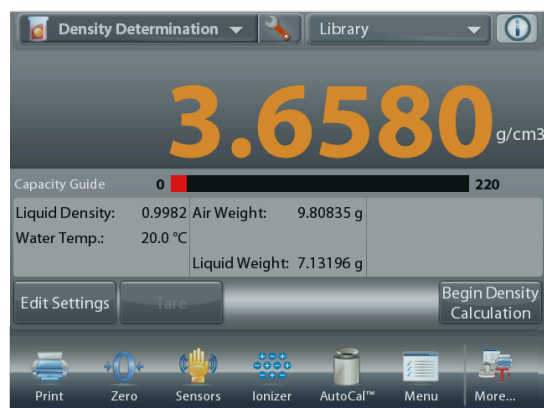 Density Determination Library
3.6580 g/cm3
Capacity Guide 0 220
Liquid Density: 0.9982 Air Weight: 9.80835 g
Water Temp.: 20.0 °C
Liquid Weight: 7.13196 g
Edit Settings Tare Begin Density
Calculation
Print Zero Sensors Ionizer AutoCal™ Menu More...